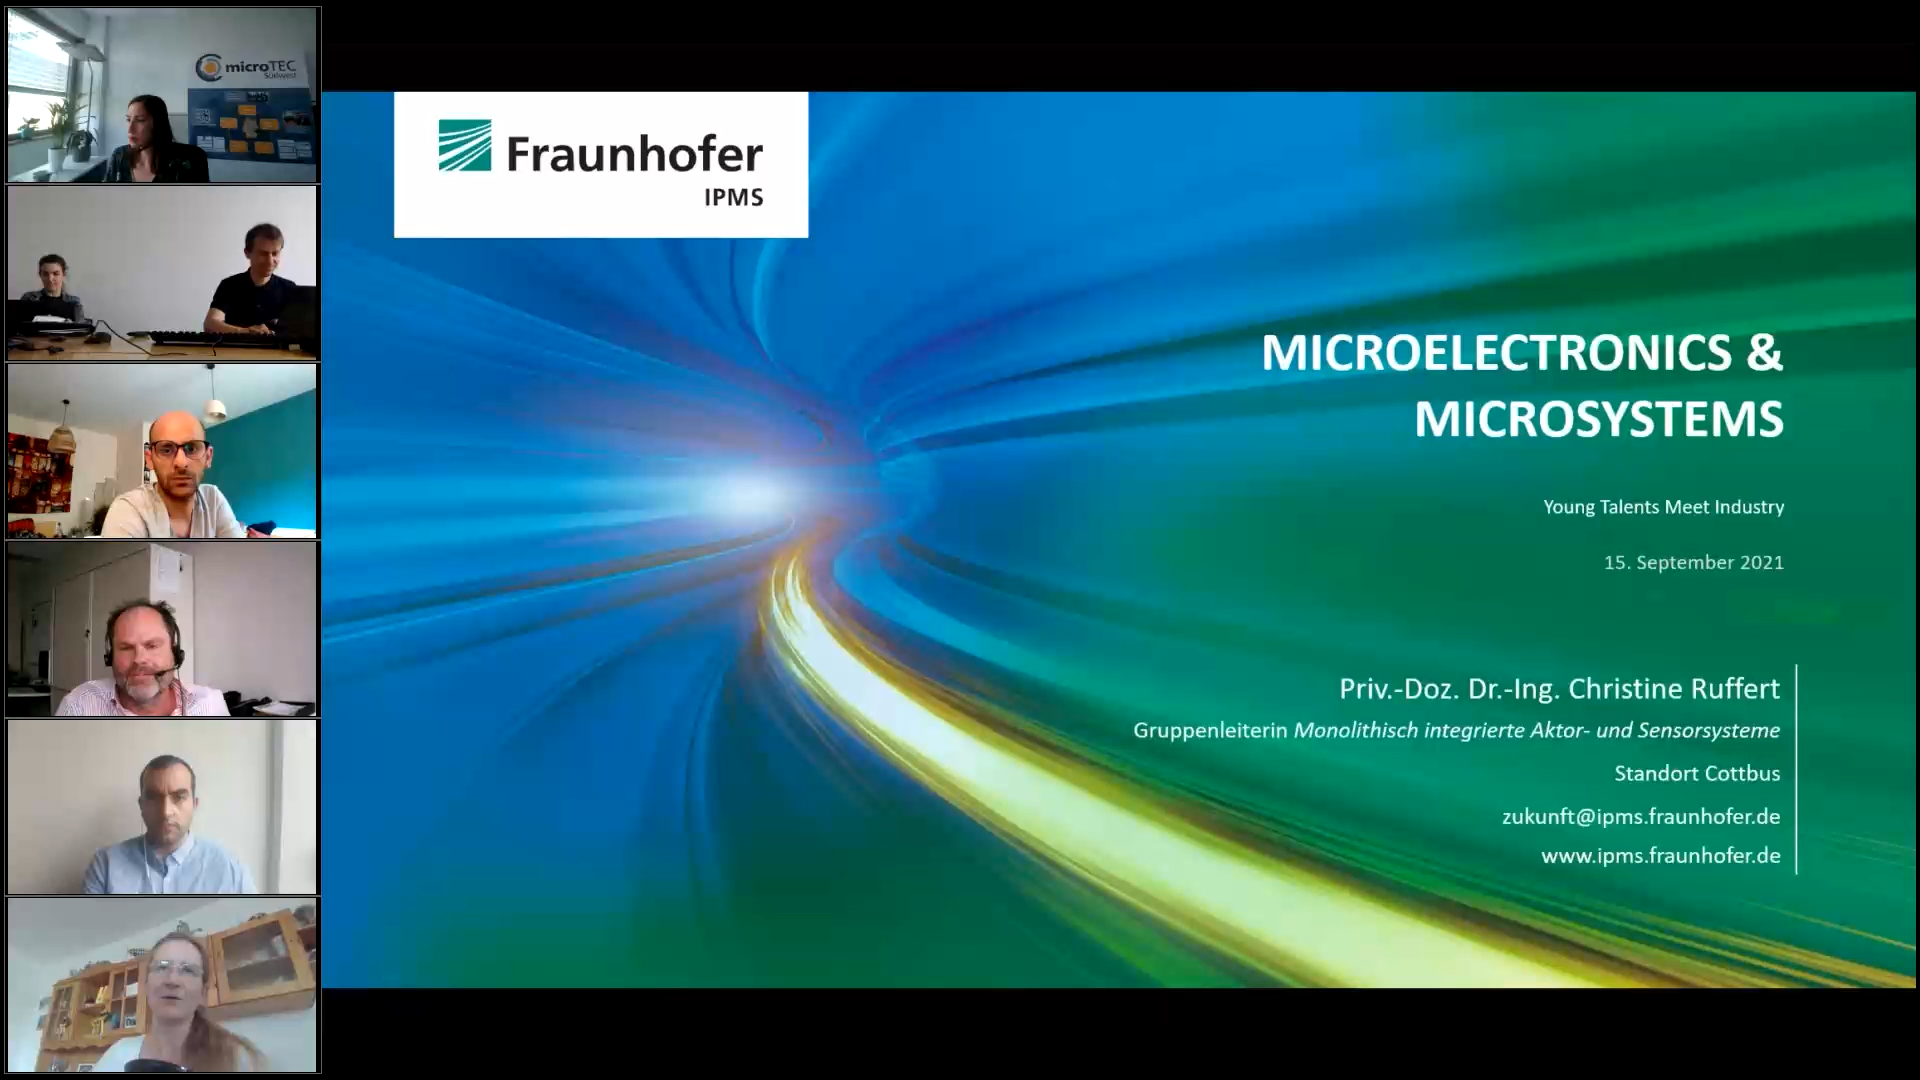 microTEC
Südwest
Fraunhofer
IPMS
MICROELECTRONICS &
MICROSYSTEMS
Young Talents Meet Industry
15. September 2021
Priv.-Doz. Dr.-Ing. Christine Ruffert
Gruppenleiterin Monolithisch integrierte Aktor- und Sensorsysteme
Standort Cottbus
zukunft@ipms.fraunhofer.de
www.ipms.fraunhofer.de